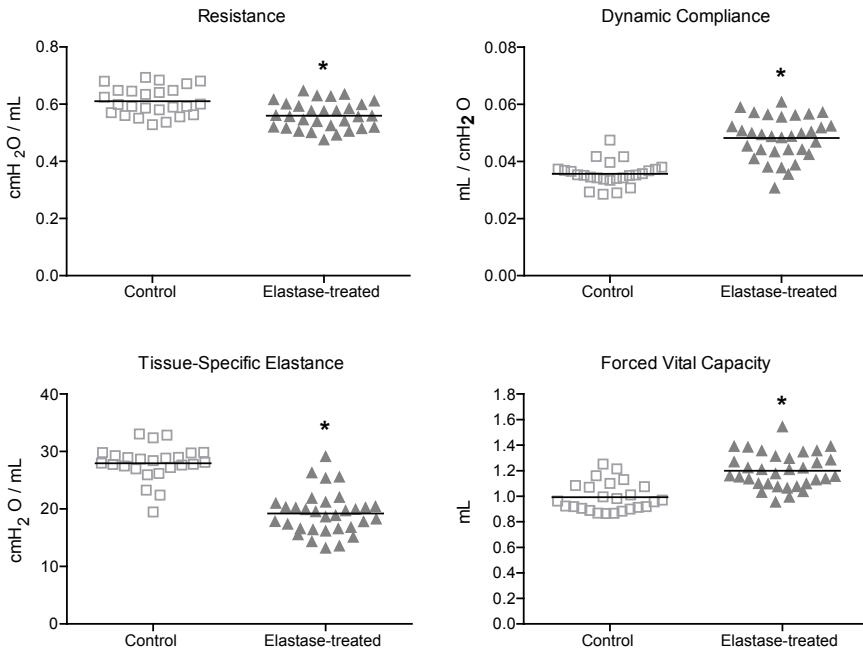 Resistance
Dynamic Compliance
0.8
0.6
0.4
0.2
0.0
cmH2O / mL
*
Control
Elastase-treated
0.08
0.06
0.04
0.02
0.00
mL / cmH2 O
*
Control
Elastase-treated
Tissue-Specific Elastance
Forced Vital Capacity
40
30
20
10
0
cmH2 O / mL
*
Control
Elastase-treated
1.8
1.6
1.4
1.2
1.0
0.8
0.6
0.4
0.2
0.0
mL
*
Control
Elastase-treated